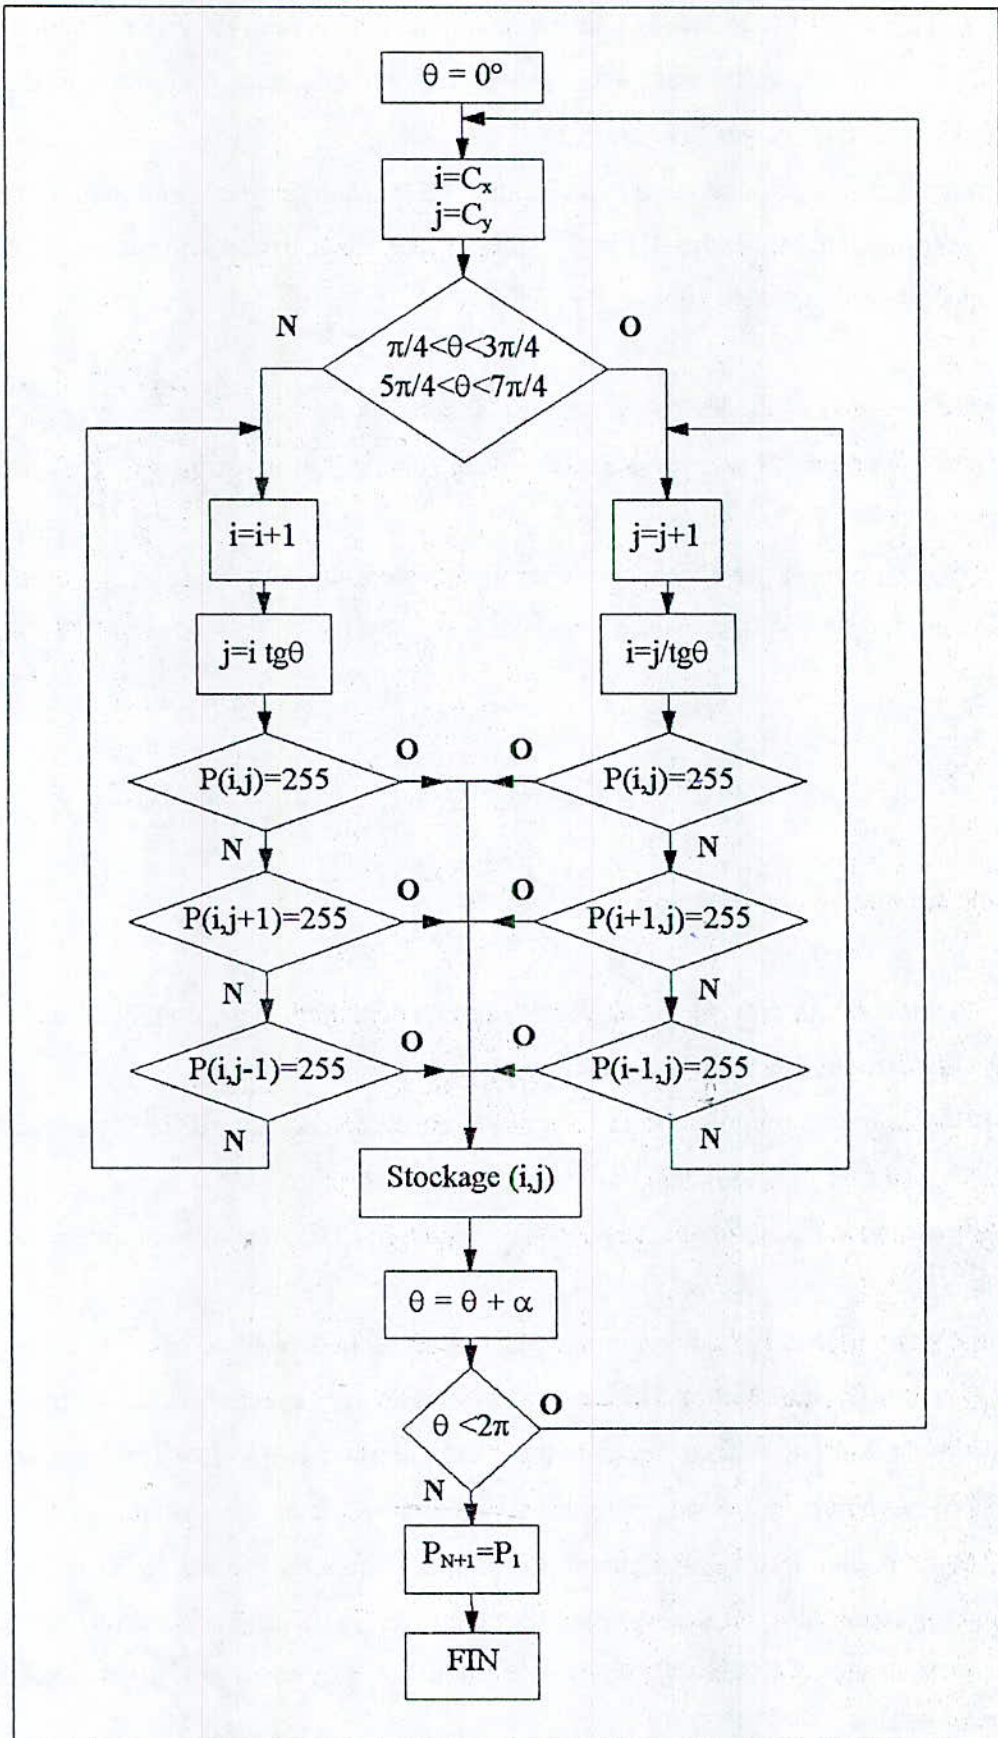 θ = 0°
i=Cx
j=Cy
N
O
π/4<θ<3π/4
5π/4<θ<7π/4
i=i+1
j=j+1
j=i tgθ
i=j/tgθ
O
O
P(i,j)=255
P(i,j)=255
N
N
O
O
P(i,j+1)=255
P(i+1,j)=255
N
N
O
O
P(i,j-1)=255
P(i-1,j)=255
N
N
Stockage (i,j)
θ = θ + α
O
θ <2π
N
PN+1=P1
FIN